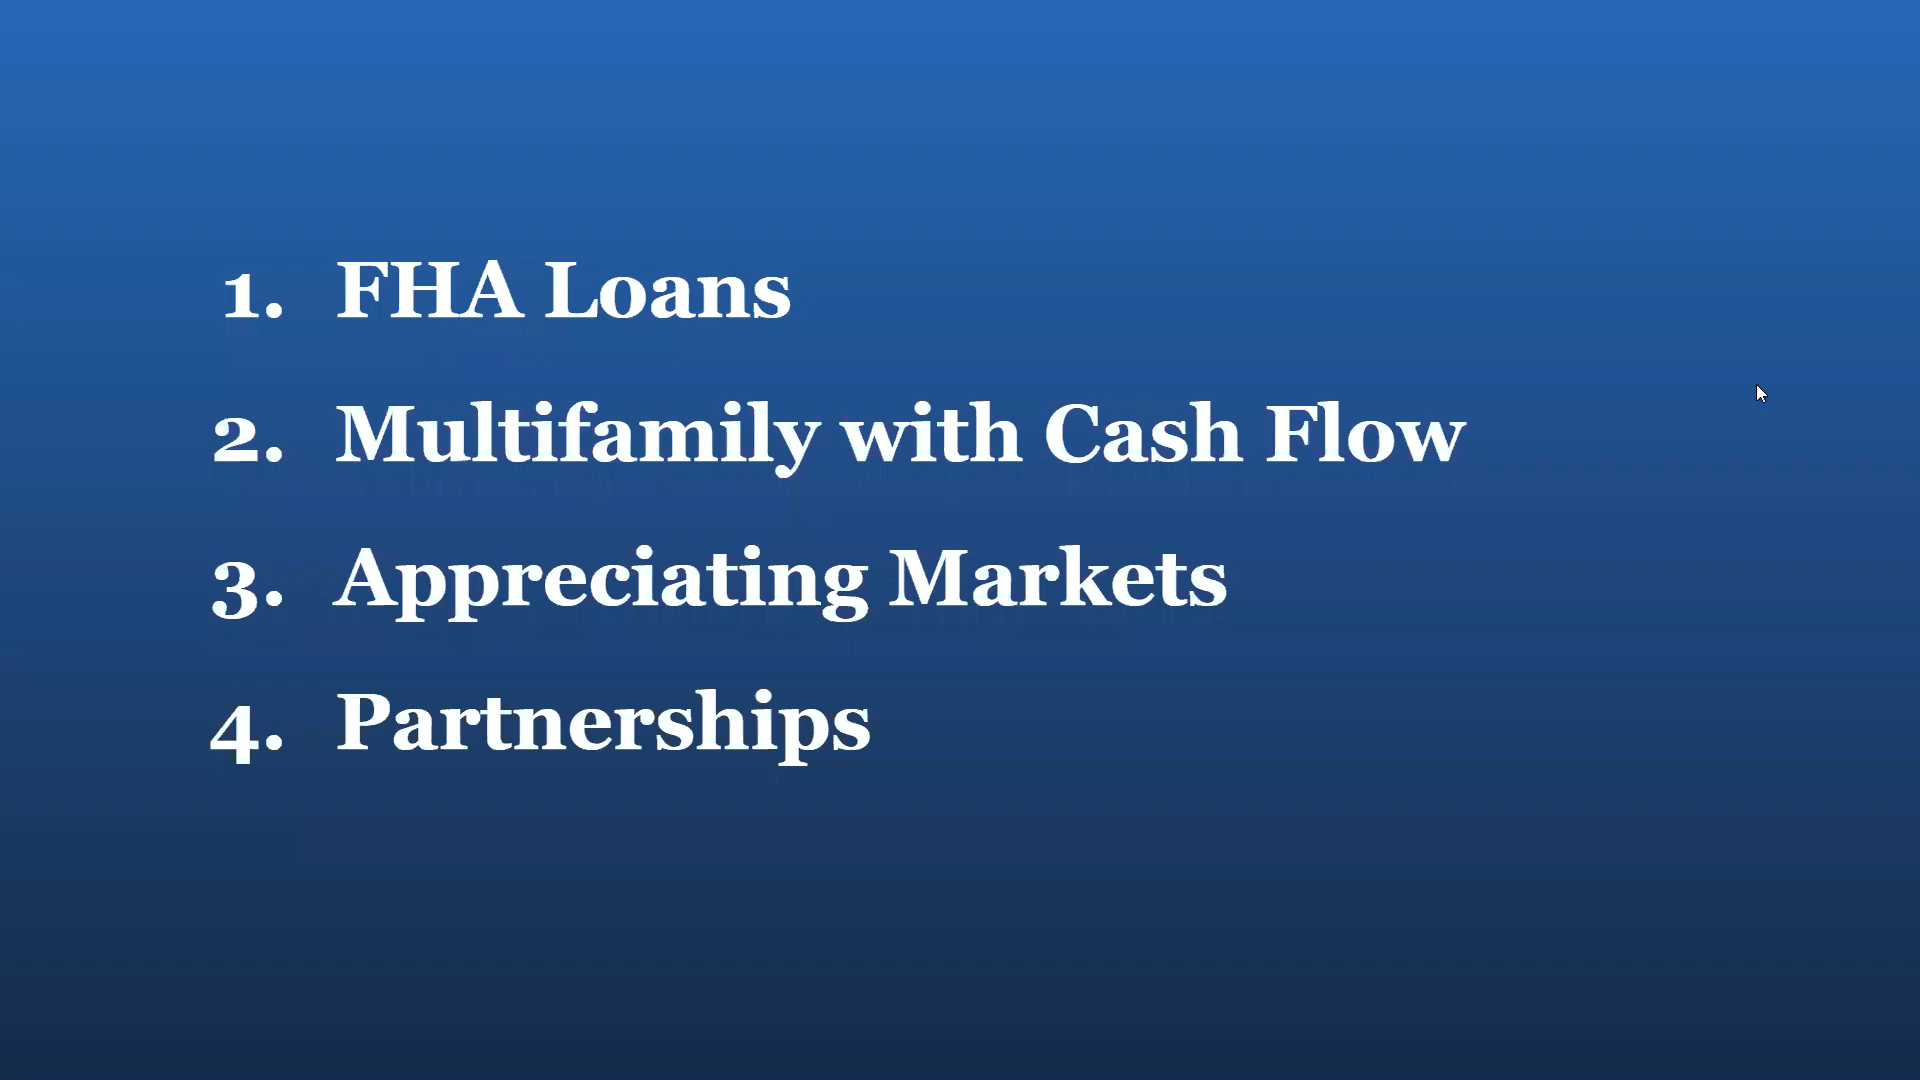 1. FHA Loans
2. Multifamily with Cash Flow
3. Appreciating Markets
4. Partnerships